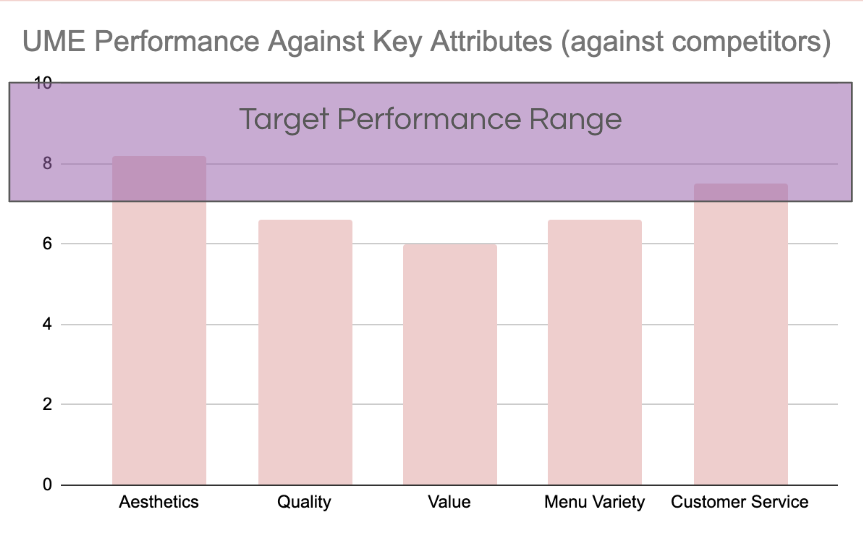 UME Performance Against Key Attributes (against competitors)
10
Target Performance Range
8
6
4
2
0
Aesthetics Quality Value Menu Variety Customer Service